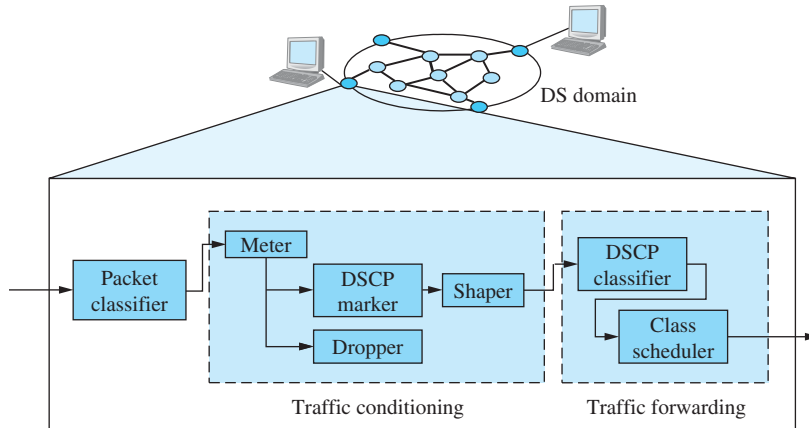 DS domain
Packet
classifier
Meter
DSCP
marker
Shaper
Dropper
Traffic conditioning
DSCP
classifier
Class
scheduler
Traffic forwarding